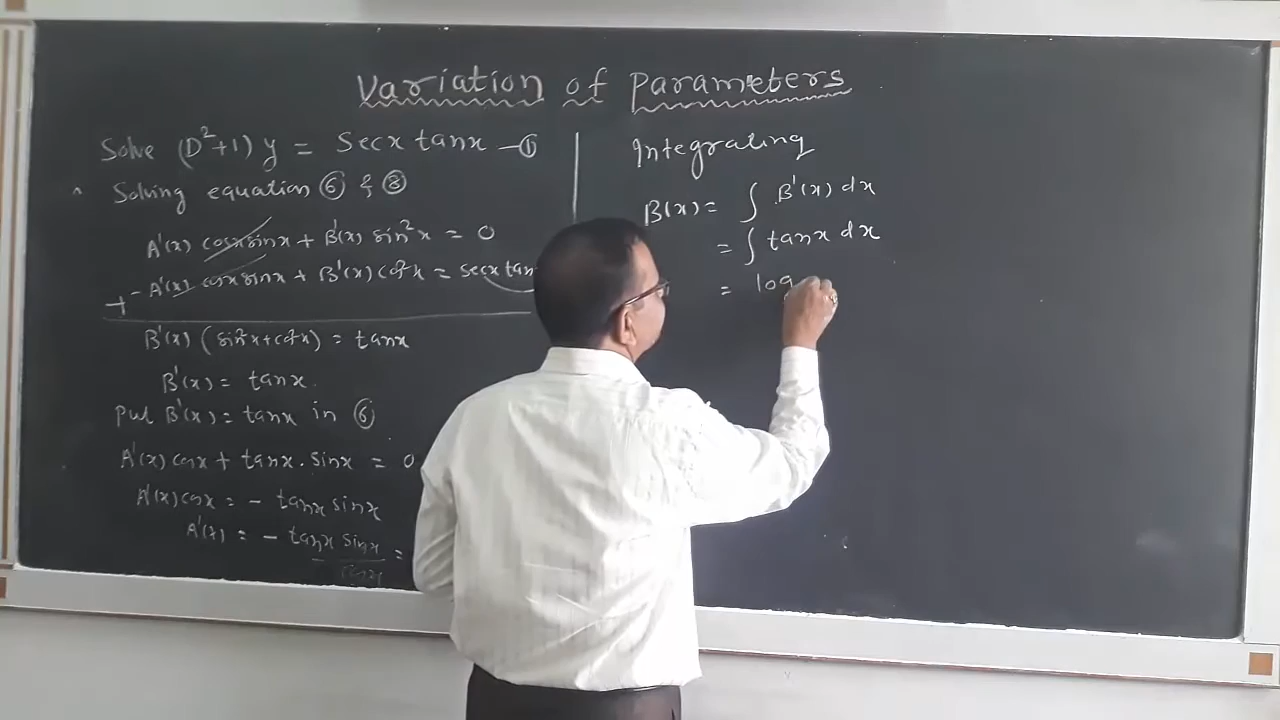 Variation of Parameters
Solve (D²+1) y = Secx tanx —①
Solving equation ⑥ & ⑧
A'(x) cosx sinx + B'(x) sin²x = 0
- A'(x) cosx sinx + B'(x) cos²x = secx tan
+
B'(x) (sin²x + cos²x) = tanx
B'(x) = tanx.
Put B'(x) = tanx in ⑥
A'(x) cosx + tanx . sinx = 0
A'(x) cosx = - tanx sinx
A'(x) = - tanx sinx/cosx =
Integrating
B(x) = ∫ B'(x) dx
= ∫ tanx dx
= log